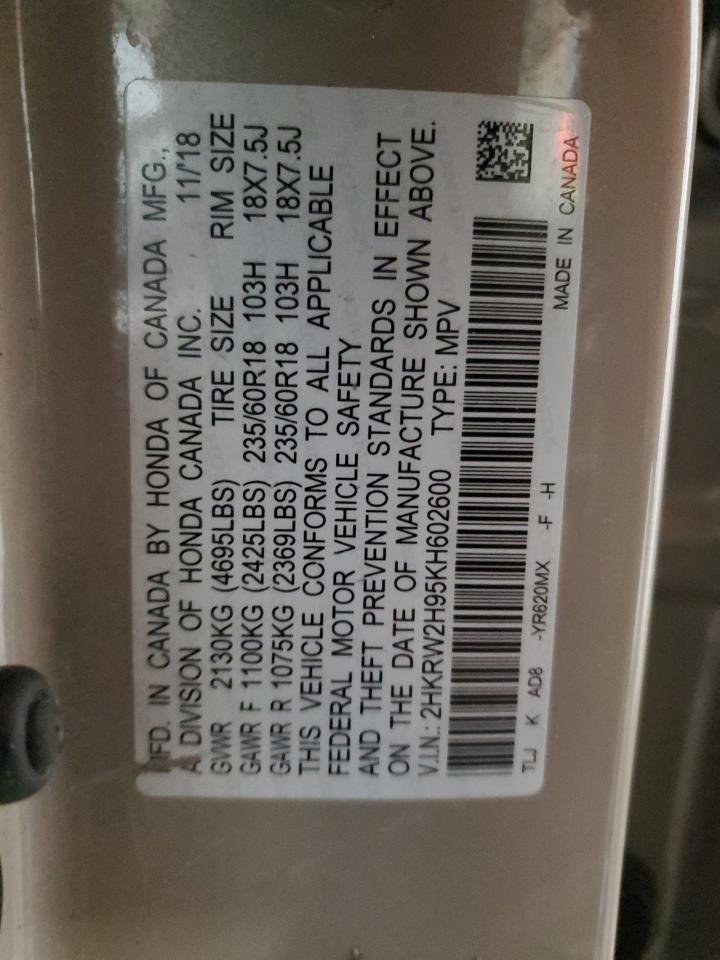 MFD. IN CANADA BY HONDA OF CANADA MFG.,
A DIVISION OF HONDA CANADA INC. 11/18
GVWR 2130KG (4695LBS) TIRE SIZE RIM SIZE
GAWR F 1100KG (2425LBS) 235/60R18 103H 18X7.5J
GAWR R 1075KG (2369LBS) 235/60R18 103H 18X7.5J
THIS VEHICLE CONFORMS TO ALL APPLICABLE
FEDERAL MOTOR VEHICLE SAFETY
AND THEFT PREVENTION STANDARDS IN EFFECT
ON THE DATE OF MANUFACTURE SHOWN ABOVE.
V.I.N.: 2HKRW2H95KH602600 TYPE: MPV
TLJ K AD8 -YR620MX -F -H
MADE IN CANADA